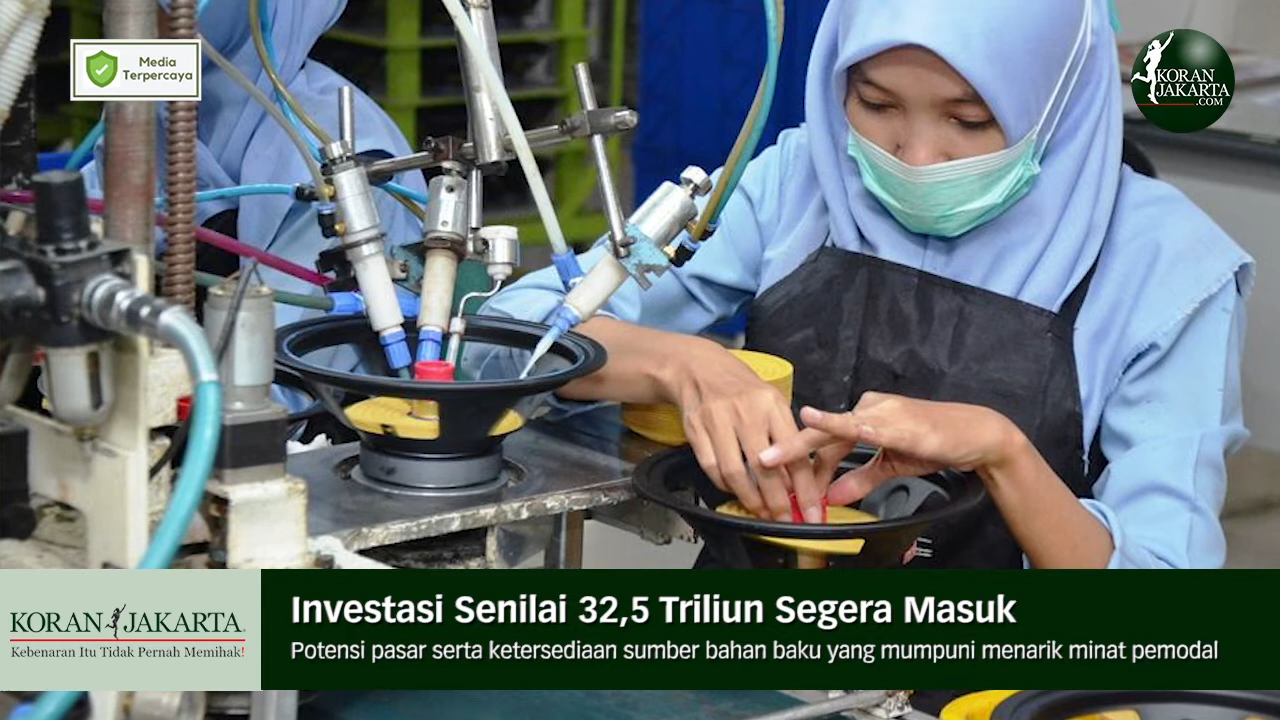 Media
Terpercaya
KORAN
JAKARTA
.COM
KORAN JAKARTA
Kebenaran Itu Tidak Pernah Memihak!
Investasi Senilai 32,5 Triliun Segera Masuk
Potensi pasar serta ketersediaan sumber bahan baku yang mumpuni menarik minat pemodal